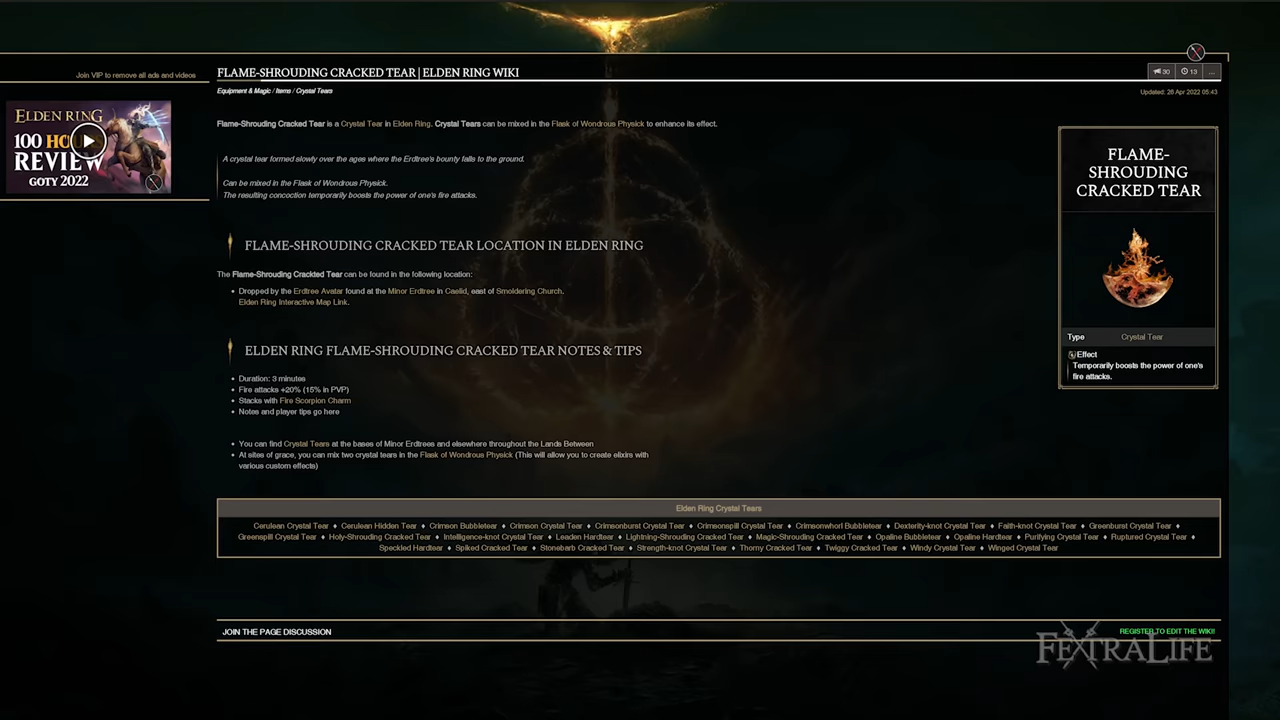 Join VIP to remove all ads and videos
ELDEN RING
100 HOUR
REVIEW
GOTY 2022
FLAME-SHROUDING CRACKED TEAR | ELDEN RING WIKI
30
13
...
Equipment & Magic / Items / Crystal Tears
Updated: 28 Apr 2022 05:43
Flame-Shrouding Cracked Tear is a Crystal Tear in Elden Ring. Crystal Tears can be mixed in the Flask of Wondrous Physick to enhance its effect.
A crystal tear formed slowly over the ages where the Erdtree's bounty falls to the ground.
Can be mixed in the Flask of Wondrous Physick.
The resulting concoction temporarily boosts the power of one's fire attacks.
FLAME-SHROUDING CRACKED TEAR LOCATION IN ELDEN RING
The Flame-Shrouding Crackted Tear can be found in the following location:
• Dropped by the Erdtree Avatar found at the Minor Erdtree in Caelid, east of Smoldering Church.
Elden Ring Interactive Map Link.
ELDEN RING FLAME-SHROUDING CRACKED TEAR NOTES & TIPS
• Duration: 3 minutes
• Fire attacks +20% (15% in PVP)
• Stacks with Fire Scorpion Charm
• Notes and player tips go here
• You can find Crystal Tears at the bases of Minor Erdtrees and elsewhere throughout the Lands Between
• At sites of grace, you can mix two crystal tears in the Flask of Wondrous Physick (This will allow you to create elixirs with
various custom effects)
FLAME-
SHROUDING
CRACKED TEAR
Type Crystal Tear
Effect
Temporarily boosts the power of one's
fire attacks.
Elden Ring Crystal Tears
Cerulean Crystal Tear ♦ Cerulean Hidden Tear ♦ Crimson Bubbletear ♦ Crimson Crystal Tear ♦ Crimsonburst Crystal Tear ♦ Crimsonspill Crystal Tear ♦ Crimsonwhorl Bubbletear ♦ Dexterity-knot Crystal Tear ♦ Faith-knot Crystal Tear ♦ Greenburst Crystal Tear ♦
Greenspill Crystal Tear ♦ Holy-Shrouding Cracked Tear ♦ Intelligence-knot Crystal Tear ♦ Leaden Hardtear ♦ Lightning-Shrouding Cracked Tear ♦ Magic-Shrouding Cracked Tear ♦ Opaline Bubbletear ♦ Opaline Hardtear ♦ Purifying Crystal Tear ♦ Ruptured Crystal Tear ♦
Speckled Hardtear ♦ Spiked Cracked Tear ♦ Stonebarb Cracked Tear ♦ Strength-knot Crystal Tear ♦ Thorny Cracked Tear ♦ Twiggy Cracked Tear ♦ Windy Crystal Tear ♦ Winged Crystal Tear
JOIN THE PAGE DISCUSSION
REGISTER TO EDIT THE WIKI!
FEXTRALIFE